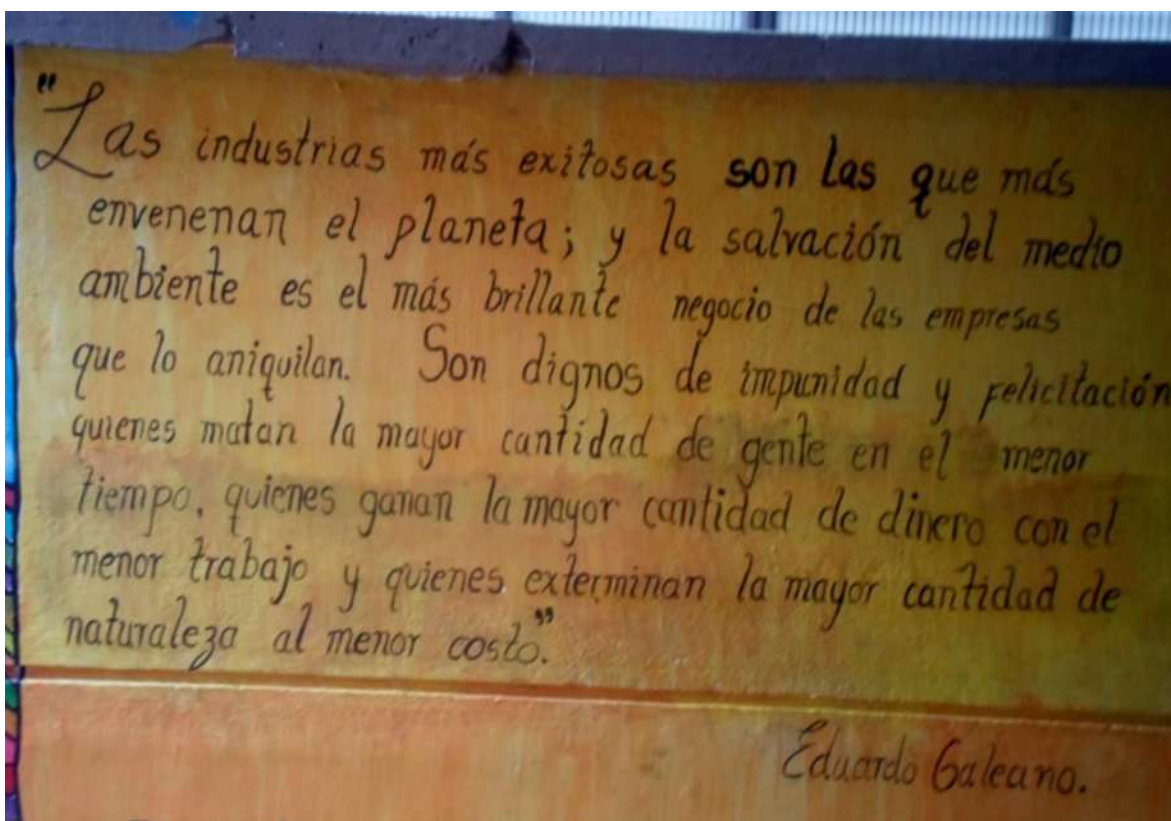 "Las industrias más exitosas son las que más
envenenan el planeta; y la salvación del medio
ambiente es el más brillante negocio de las empresas
que lo aniquilan. Son dignos de impunidad y felicitación
quienes matan la mayor cantidad de gente en el menor
tiempo, quienes ganan la mayor cantidad de dinero con el
menor trabajo y quienes exterminan la mayor cantidad de
naturaleza al menor costo."
Eduardo Galeano.